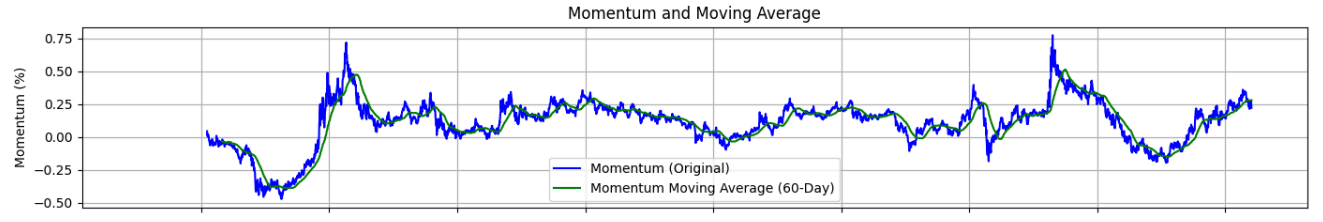 Momentum and Moving Average
Momentum (%)
0.75
0.50
0.25
0.00
−0.25
−0.50
Momentum (Original)
Momentum Moving Average (60-Day)